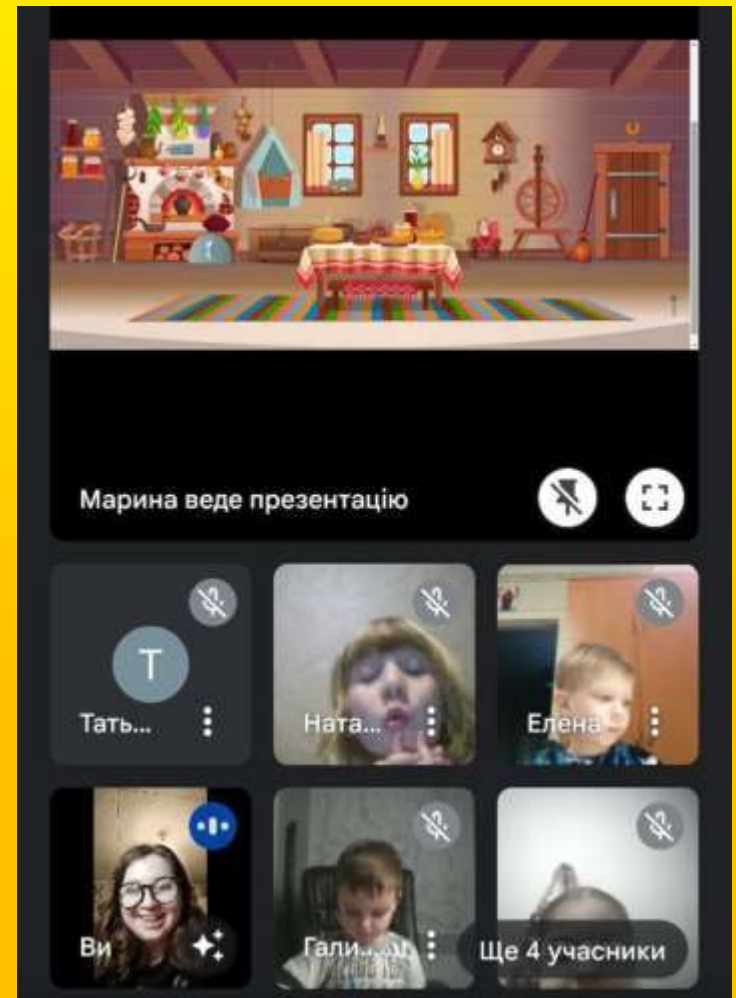 Марина веде презентацію
Т
Тать...
Ната...
Елена
Ви
Гали...
Ще 4 учасники